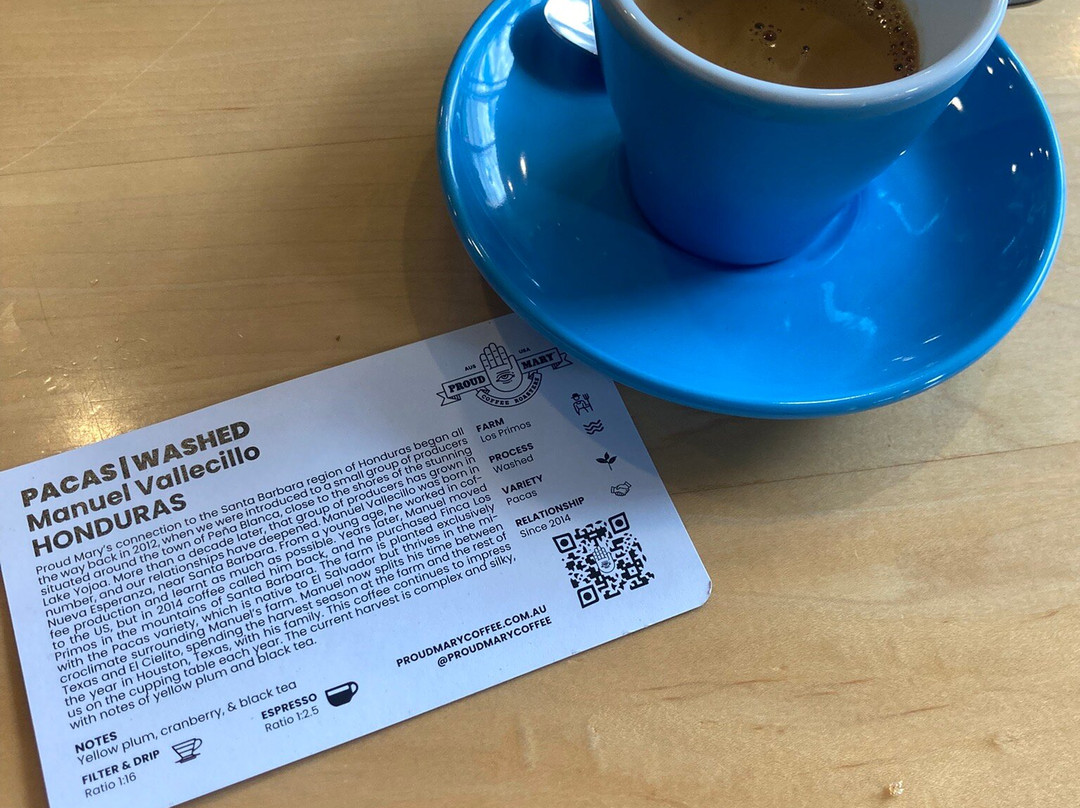 AUS USA
PROUD MARY
COFFEE ROASTERS
PACAS | WASHED
Manuel Vallecillo
HONDURAS
Proud Mary's connection to the Santa Barbara region of Honduras began all
the way back in 2012, when we were introduced to a small group of producers
situated around the town of Peña Blanca, close to the shores of the stunning
Lake Yojoa. More than a decade later, that group of producers has grown in
number, and our relationships have deepened. Manuel Vallecillo was born in
Nueva Esperanza, near Santa Barbara. From a young age, he worked in cof-
fee production and learnt as much as possible. Years later, Manuel moved
to the US, but in 2014 coffee called him back, and he purchased Finca Los
Primos in the mountains of Santa Barbara. The farm is planted exclusively
with the Pacas variety, which is native to El Salvador but thrives in the mi-
croclimate surrounding Manuel's farm. Manuel now splits his time between
Texas and El Cielito, spending the harvest season at the farm and the rest of
the year in Houston, Texas, with his family. This coffee continues to impress
us on the cupping table each year. The current harvest is complex and silky,
with notes of yellow plum and black tea.
FARM
Los Primos
PROCESS
Washed
VARIETY
Pacas
RELATIONSHIP
Since 2014
NOTES
Yellow plum, cranberry, & black tea
FILTER & DRIP
Ratio 1:16
ESPRESSO
Ratio 1:2.5
PROUDMARYCOFFEE.COM.AU
@PROUDMARYCOFFEE